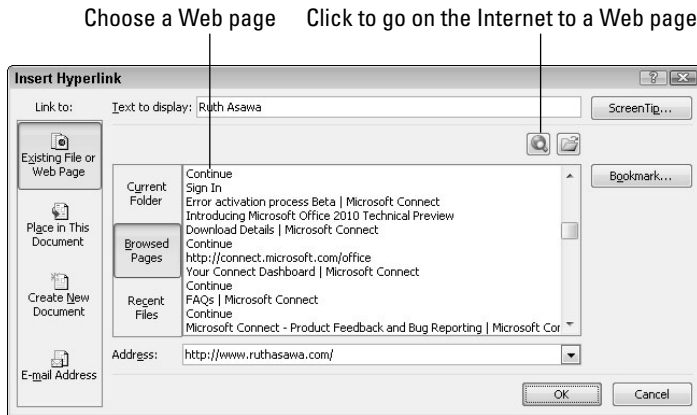 Choose a Web page
Click to go on the Internet to a Web page
Insert Hyperlink
Link to:
Text to display: Ruth Asawa
ScreenTip...
Existing File or
Web Page
Place in This
Document
Create New
Document
E-mail Address
Current
Folder
Browsed
Pages
Recent
Files
Continue
Sign In
Error activation process Beta | Microsoft Connect
Introducing Microsoft Office 2010 Technical Preview
Download Details | Microsoft Connect
Continue
http://connect.microsoft.com/office
Your Connect Dashboard | Microsoft Connect
Continue
FAQs | Microsoft Connect
Continue
Microsoft Connect - Product Feedback and Bug Reporting | Microsoft Cor
Bookmark...
Address: http://www.ruthasawa.com/
OK
Cancel